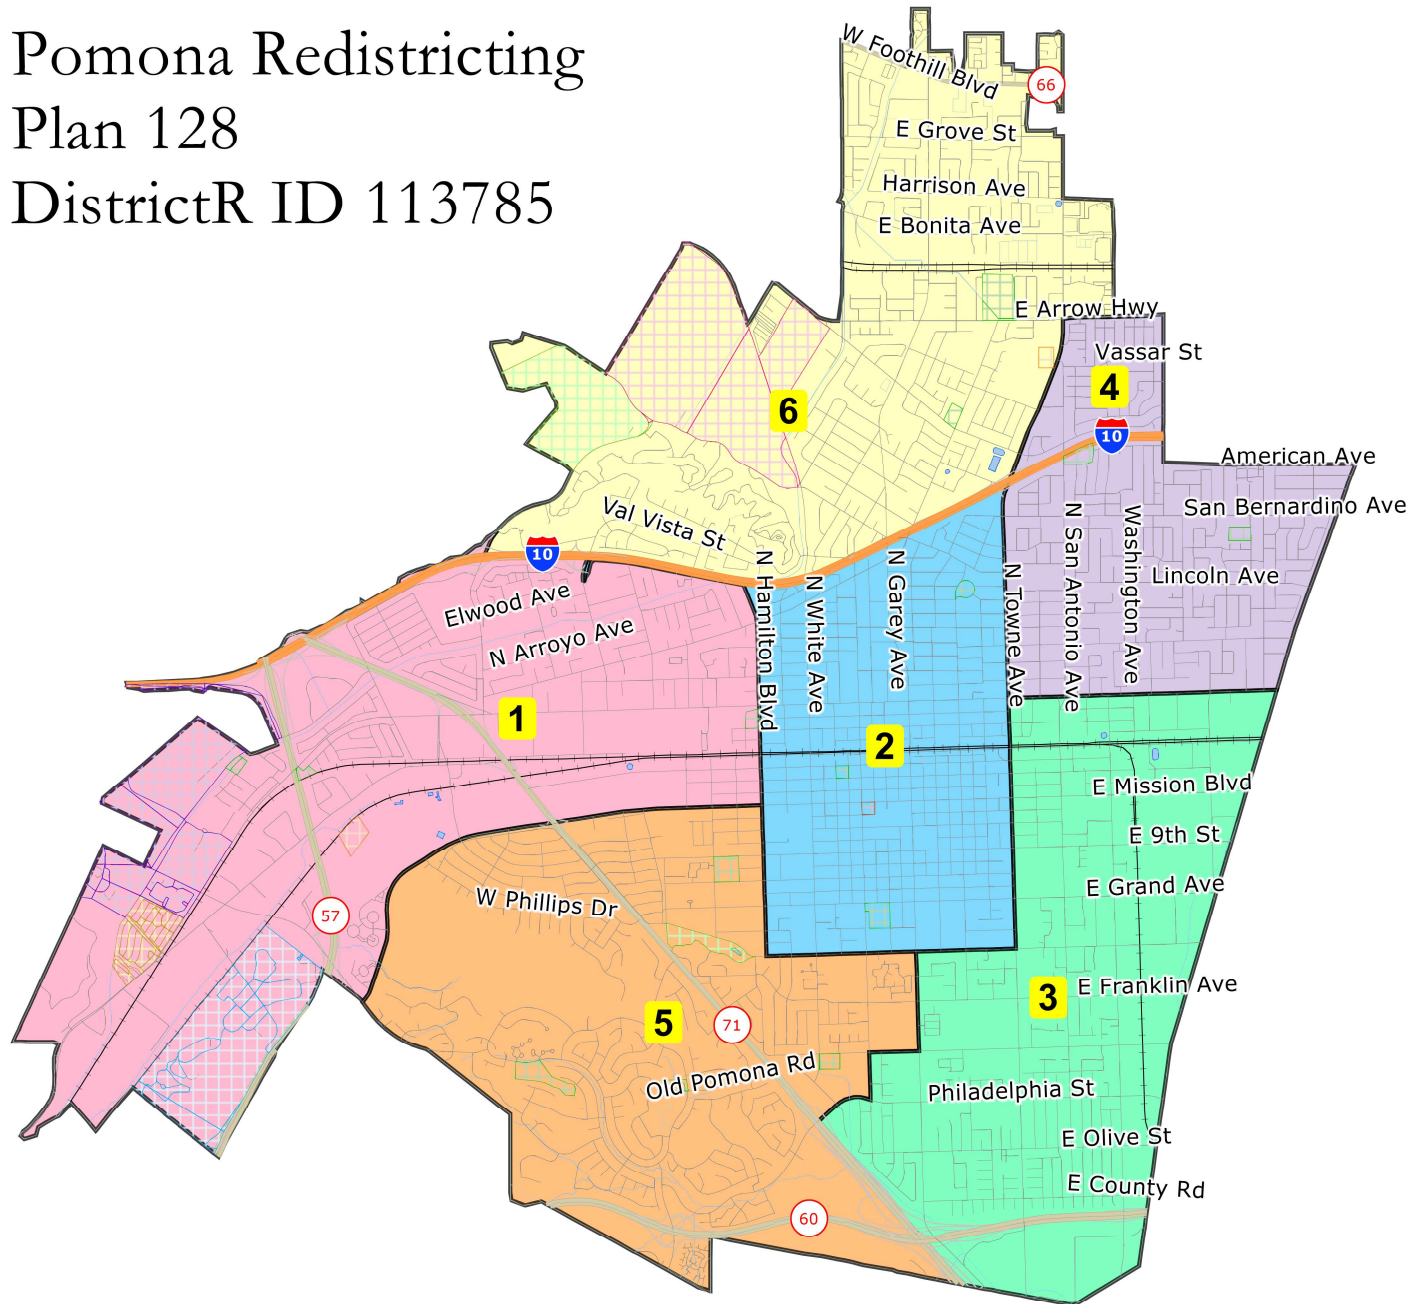 Pomona Redistricting
Plan 128
DistrictR ID 113785
W Foothill Blvd
66
E Grove St
Harrison Ave
E Bonita Ave
E Arrow Hwy
Vassar St
4
6
10
American Ave
San Bernardino Ave
Val Vista St
10
Lincoln Ave
Elwood Ave
N Arroyo Ave
N Hamilton Blvd
N White Ave
N Garey Ave
N Towne Ave
N San Antonio Ave
Washington Ave
1
2
E Mission Blvd
E 9th St
E Grand Ave
W Phillips Dr
57
E Franklin Ave
3
5
71
Old Pomona Rd
Philadelphia St
E Olive St
E County Rd
60